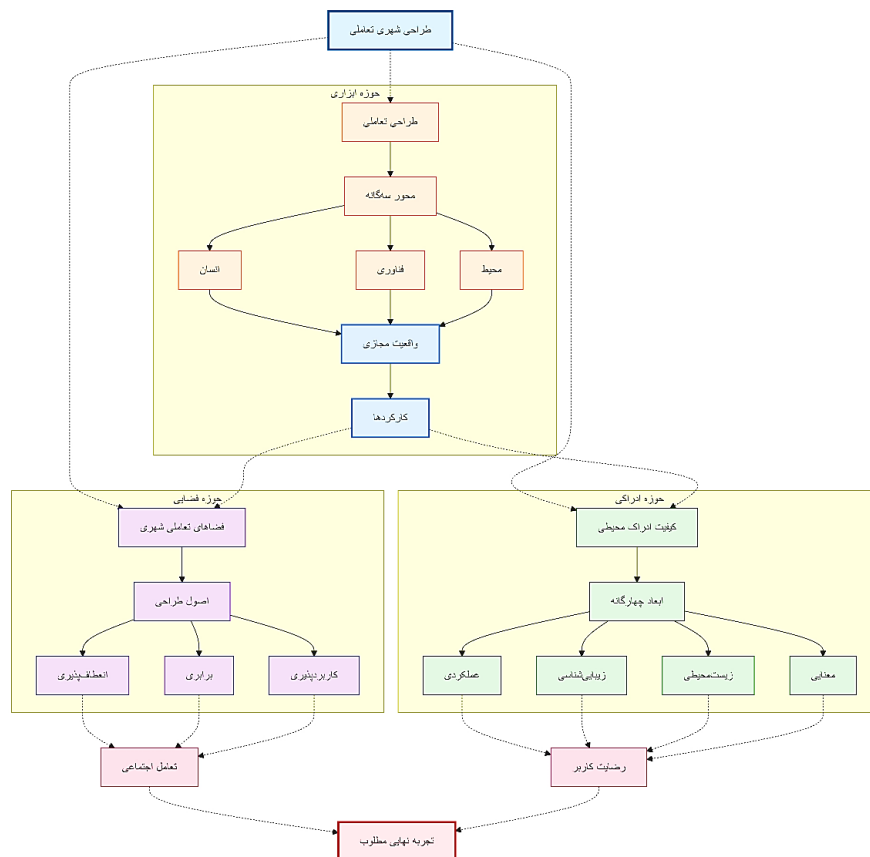 طراحی شهری تعاملی
حوزه ابزاری
طراحی تعاملی
محور سه‌گانه
انسان
فناوری
محیط
واقعیت مجازی
کارکردها
حوزه فضایی
فضاهای تعاملی شهری
اصول طراحی
انعطاف‌پذیری
برابری
کاربردپذیری
تعامل اجتماعی
حوزه ادراکی
کیفیت ادراک محیطی
ابعاد چهارگانه
عملکردی
زیبایی‌شناسی
زیست‌محیطی
معنایی
رضایت کاربر
تجربه نهایی مطلوب